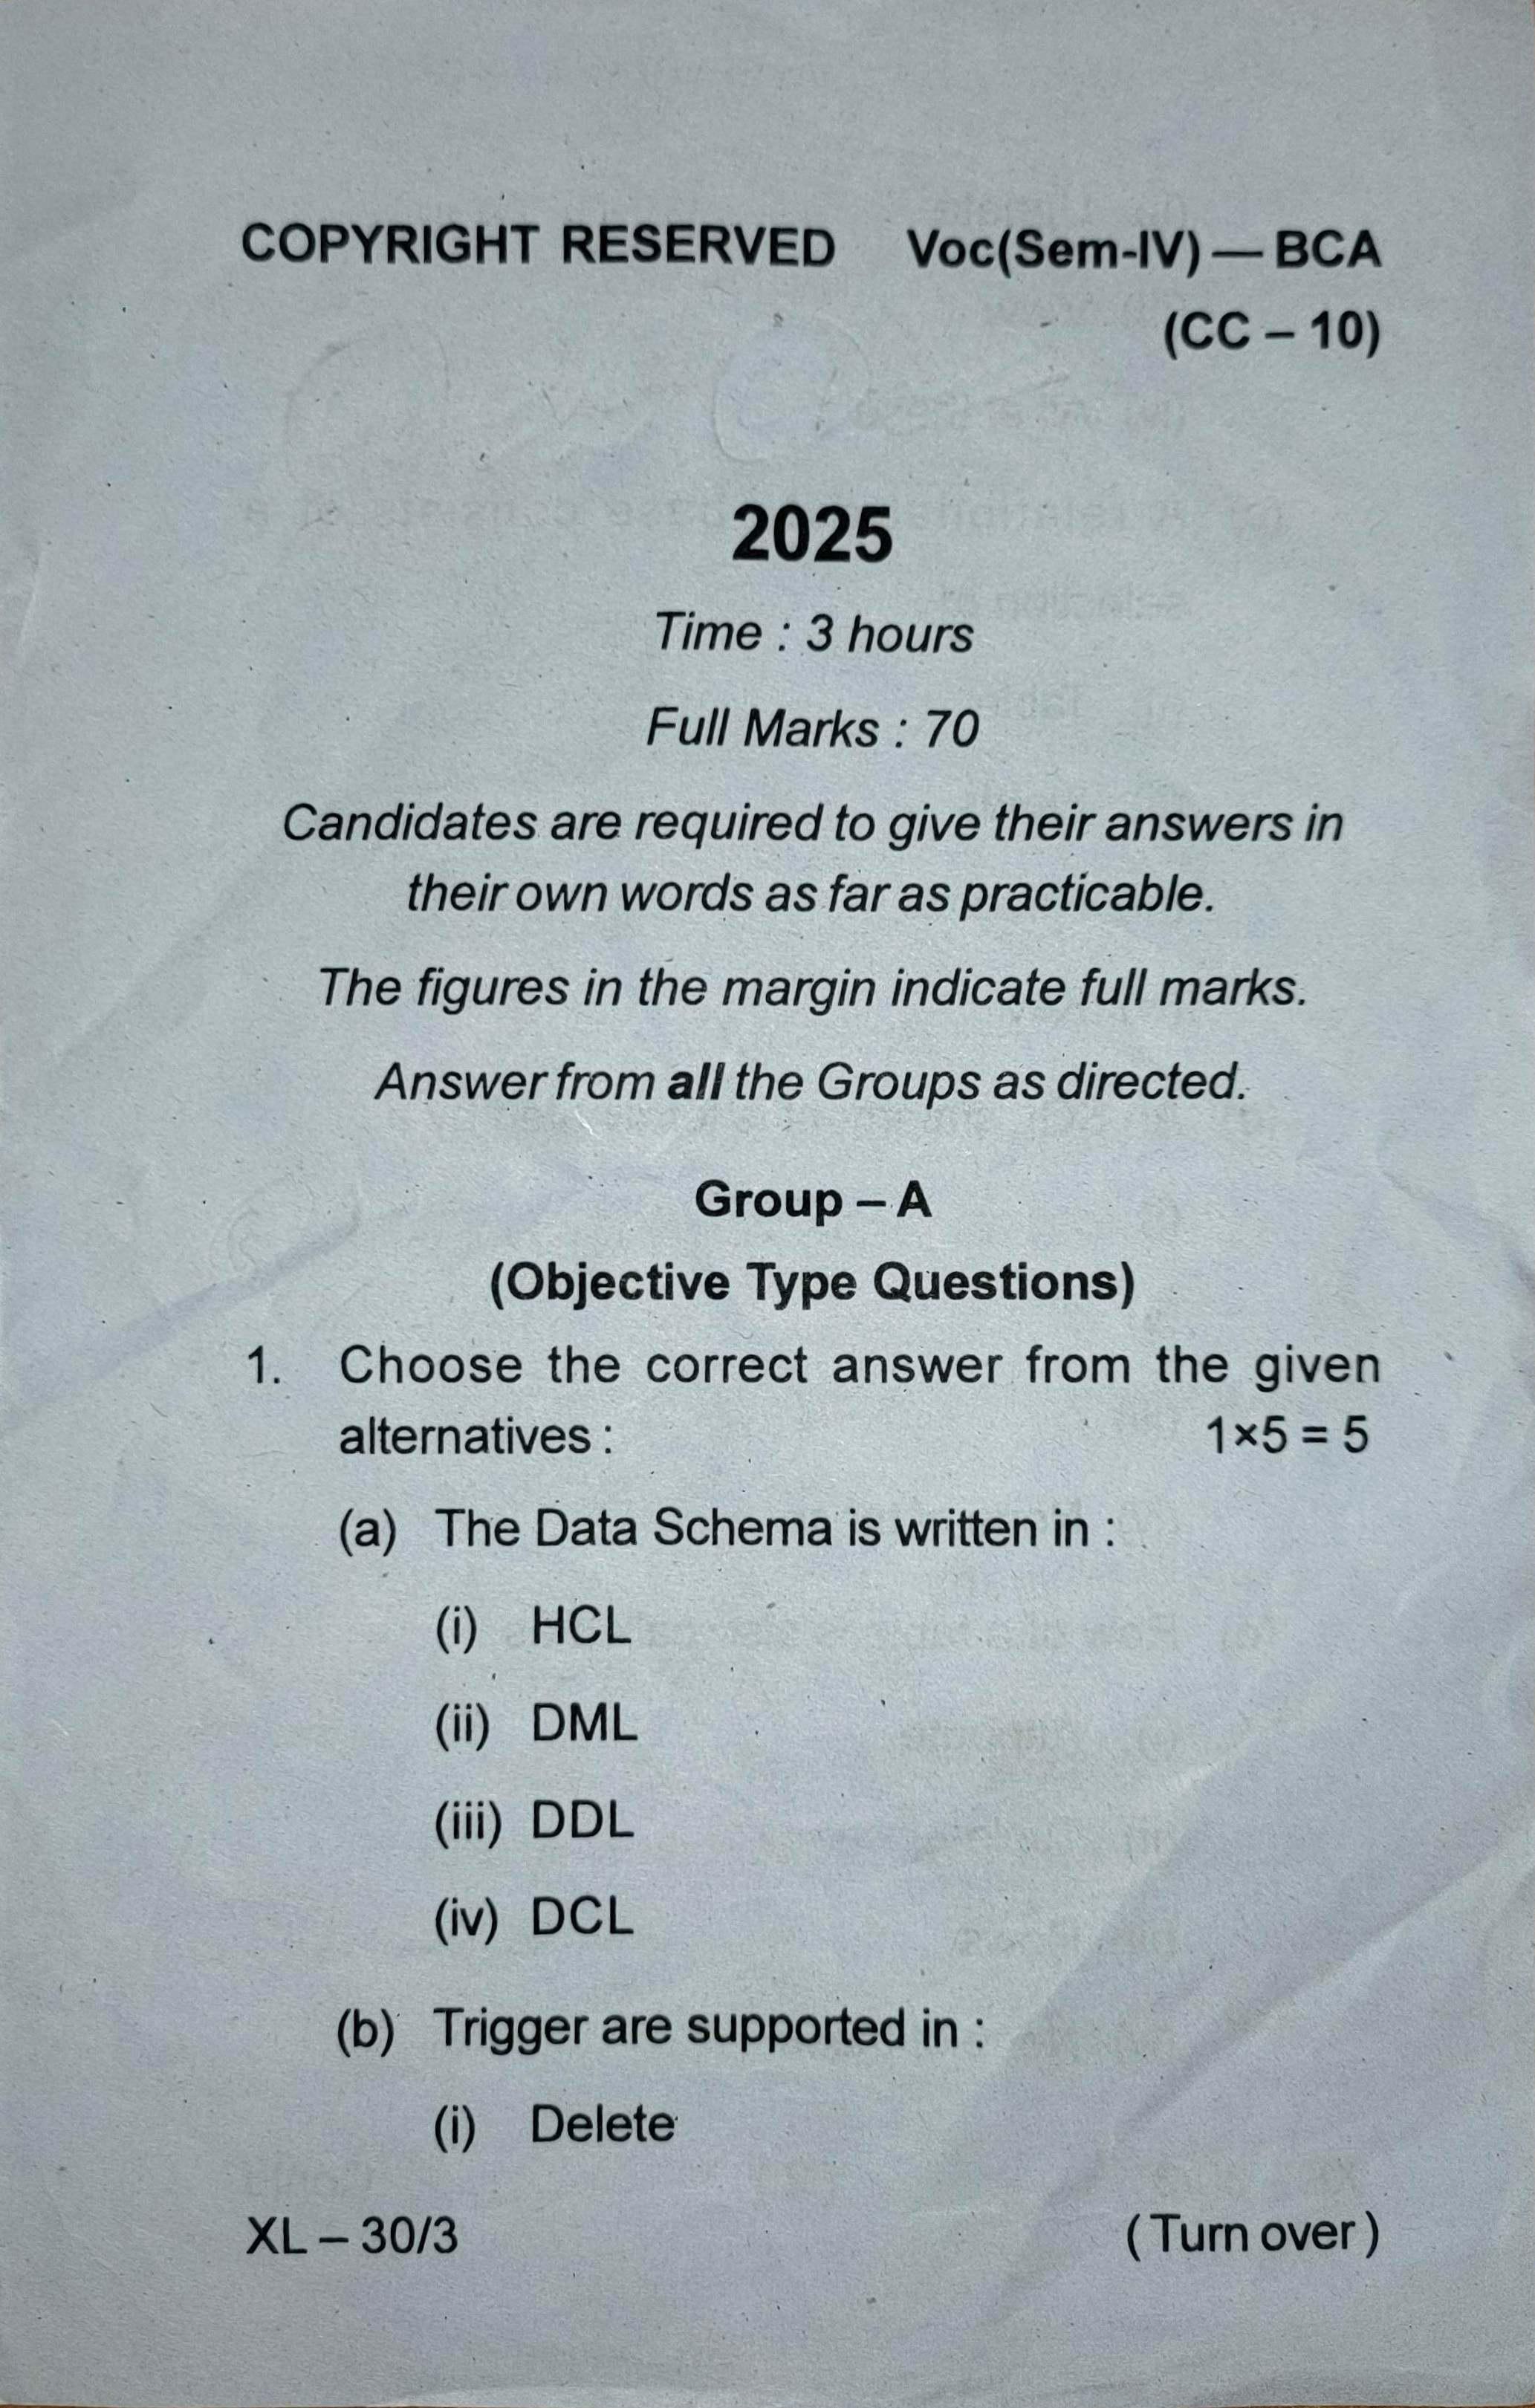 COPYRIGHT RESERVED Voc(Sem-IV) — BCA
(CC – 10)
2025
Time : 3 hours
Full Marks : 70
Candidates are required to give their answers in
their own words as far as practicable.
The figures in the margin indicate full marks.
Answer from all the Groups as directed.
Group – A
(Objective Type Questions)
1. Choose the correct answer from the given
alternatives : 1×5 = 5
(a) The Data Schema is written in :
(i) HCL
(ii) DML
(iii) DDL
(iv) DCL
(b) Trigger are supported in :
(i) Delete
XL – 30/3 (Turn over)